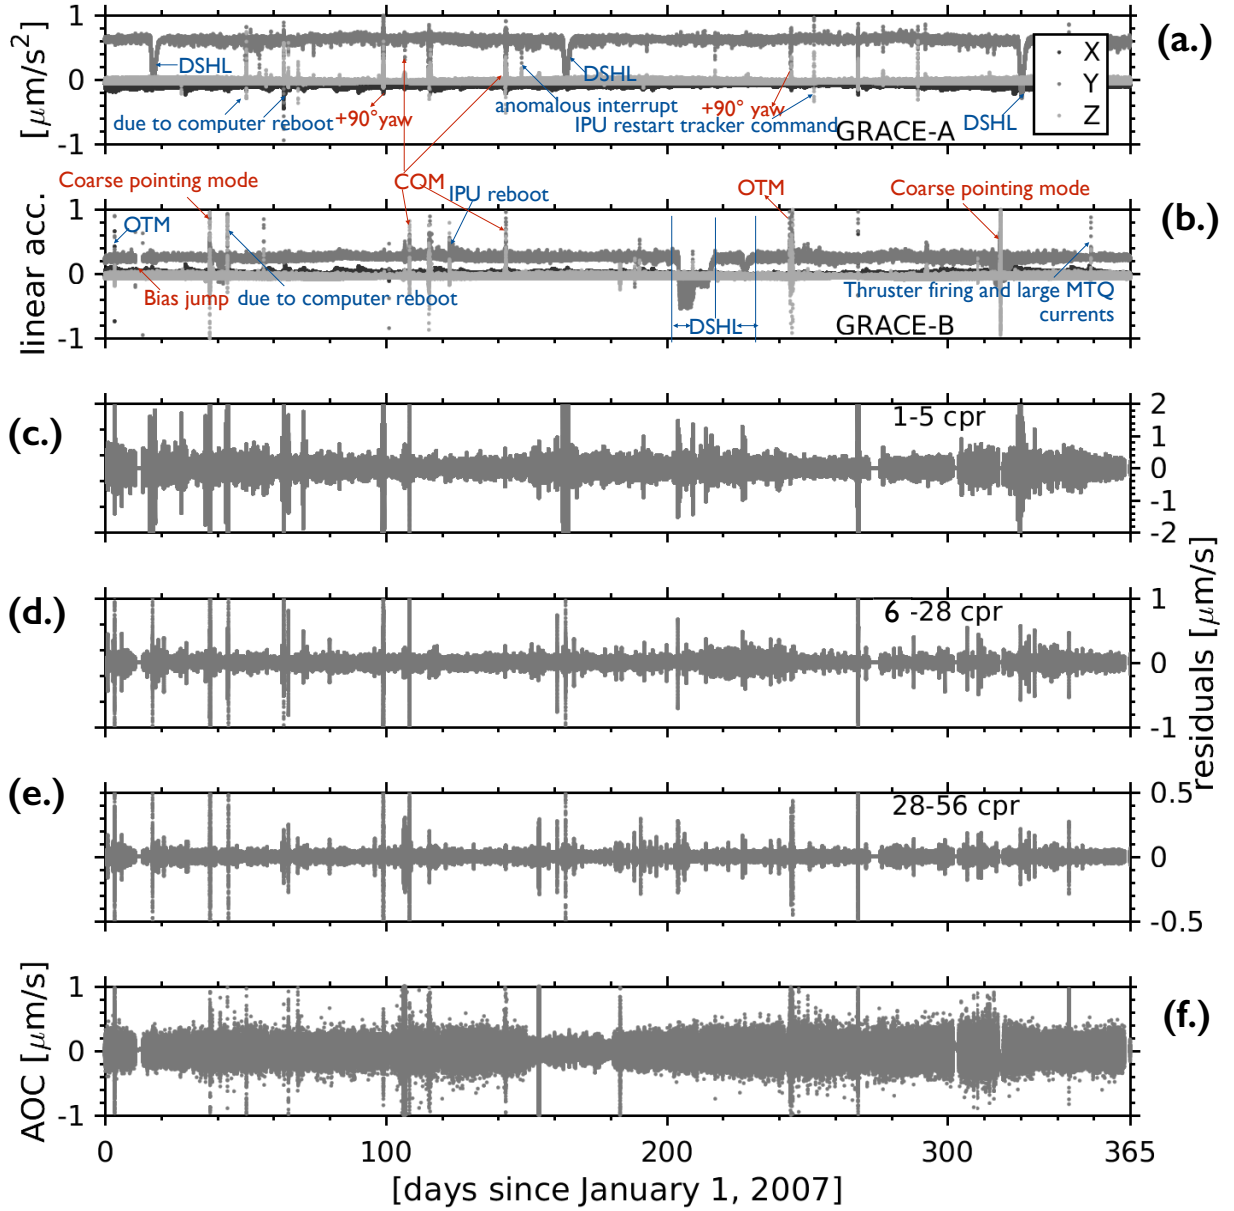 [μm/s²]
1
0
-1
(a.)
X
Y
Z
DSHL
DSHL
anomalous interrupt
due to computer reboot
+90°yaw
+90° yaw
IPU restart tracker command
GRACE-A
DSHL
Coarse pointing mode
CQM
IPU reboot
OTM
Coarse pointing mode
linear acc.
1
0
-1
(b.)
OTM
Bias jump
due to computer reboot
DSHL
Thruster firing and large MTQ
currents
GRACE-B
(c.)
1-5 cpr
2
1
0
-1
-2
residuals [μm/s]
(d.)
6 -28 cpr
1
0
-1
(e.)
28-56 cpr
0.5
0
-0.5
AOC [μm/s]
1
0
-1
(f.)
0
100
200
300
365
[days since January 1, 2007]